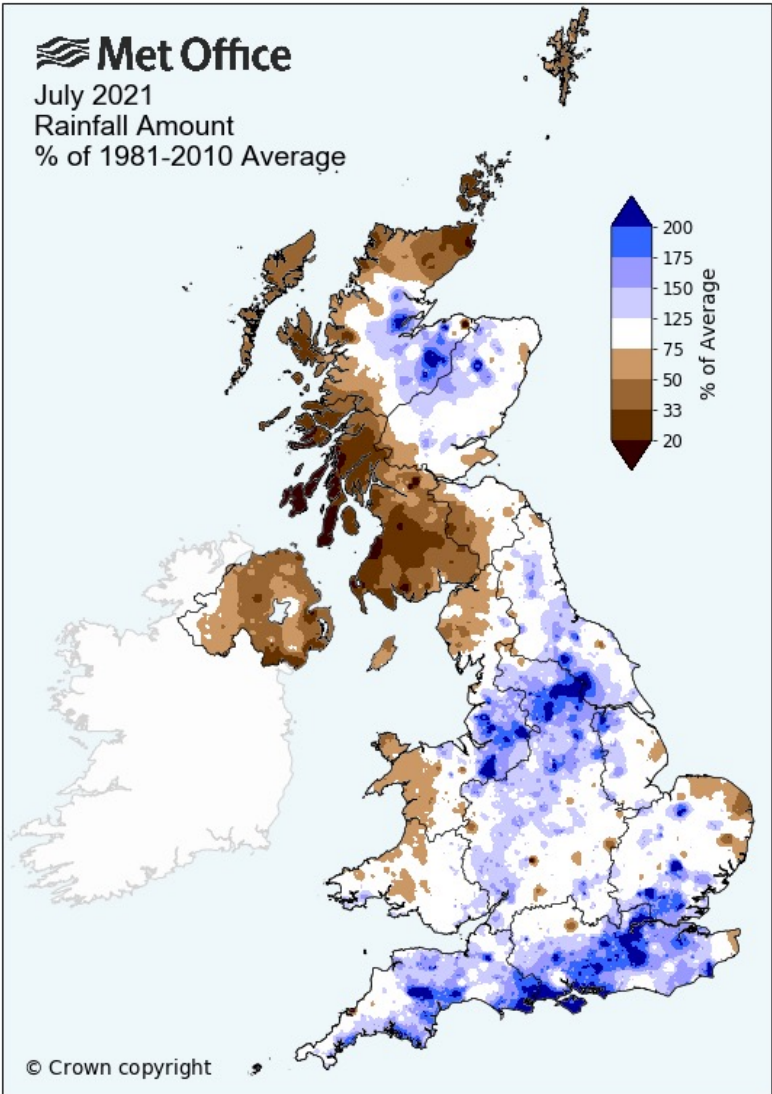 Met Office
July 2021
Rainfall Amount
% of 1981-2010 Average
200
175
150
125
75
50
33
20
% of Average
© Crown copyright